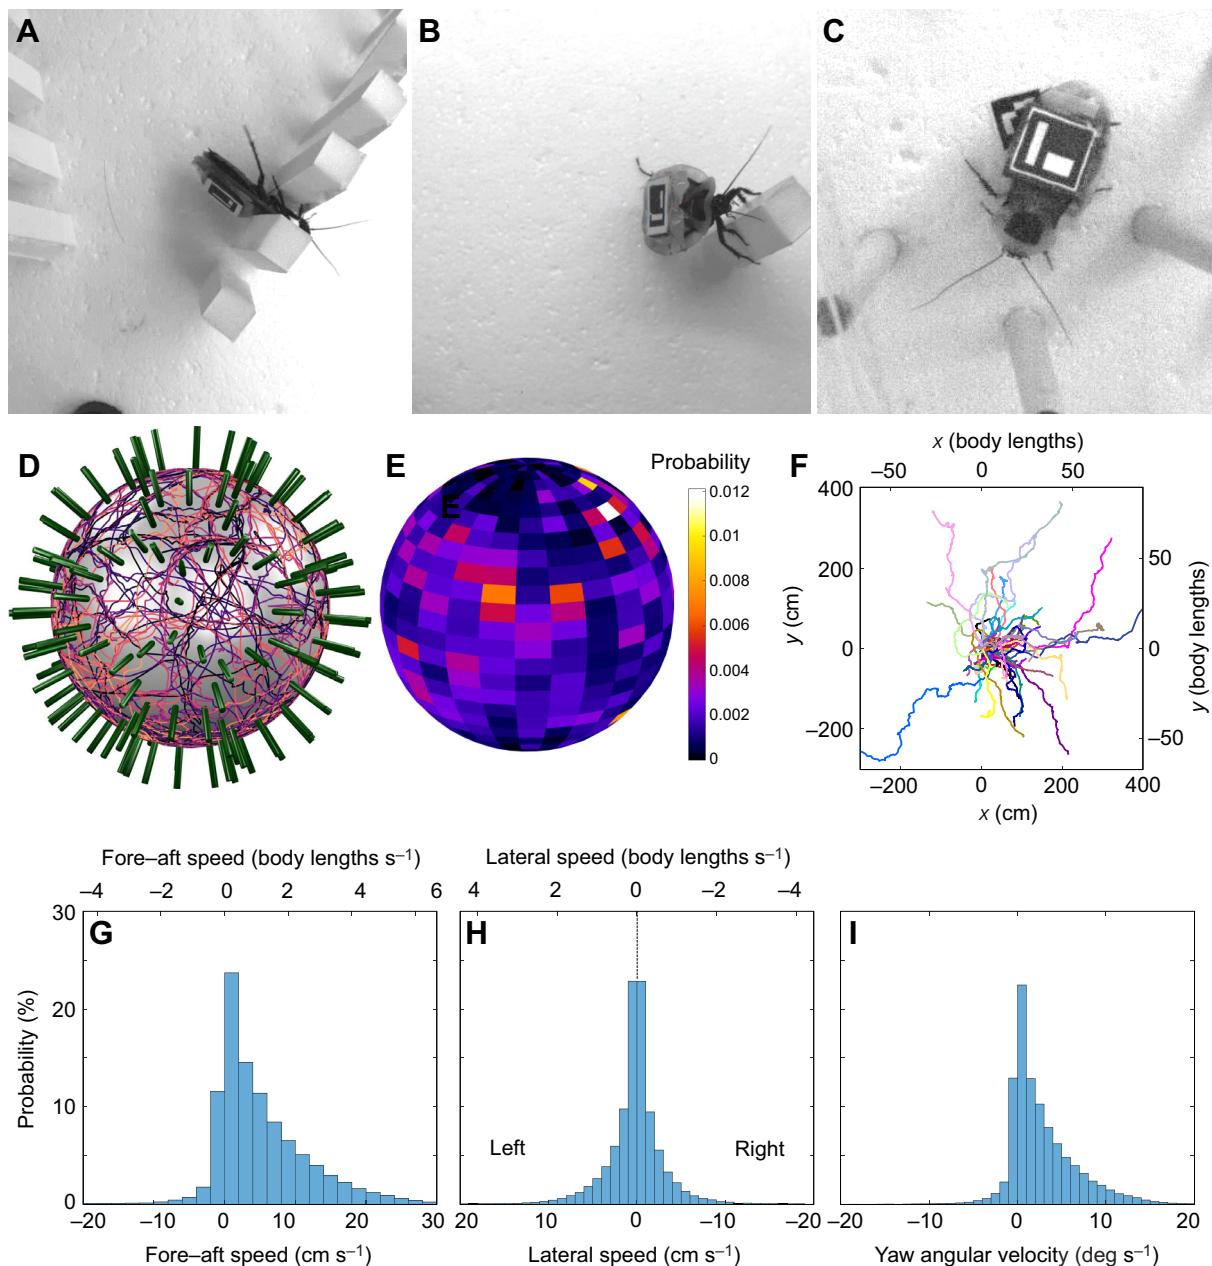 A
B
C
D
E
E
Probability
0.012
0.01
0.008
0.006
0.004
0.002
0
F
x (body lengths)
–50 0 50
400
200
0
–200
y (cm)
50
0
–50
y (body lengths)
–200 0 200 400
x (cm)
Fore–aft speed (body lengths s⁻¹)
–4 –2 0 2 4 6
Lateral speed (body lengths s⁻¹)
4 2 0 –2 –4
G
H
I
30
20
10
0
Probability (%)
Left
Right
–20 –10 0 10 20 30
Fore–aft speed (cm s⁻¹)
20 10 0 –10 –20
Lateral speed (cm s⁻¹)
–20 –10 0 10 20
Yaw angular velocity (deg s⁻¹)